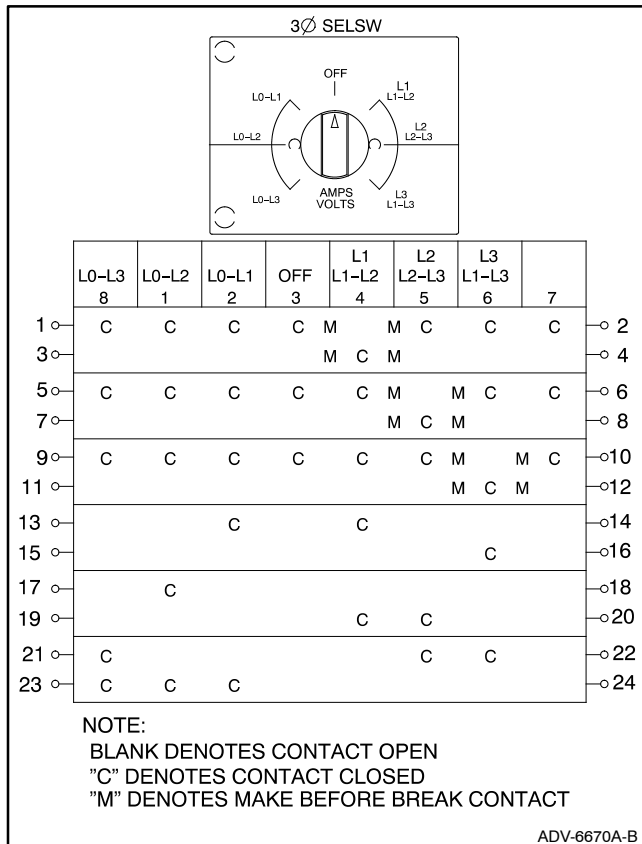 3∅ SELSW
OFF
L0–L1
L1
L1–L2
L0–L2
L2
L2–L3
L0–L3
L3
L1–L3
AMPS
VOLTS
L1 L2 L3
L0–L3 L0–L2 L0–L1 OFF L1–L2 L2–L3 L1–L3
8 1 2 3 4 5 6 7
1 C C C C M M C C C 2
3 M C M 4
5 C C C C C M M C C 6
7 M C M 8
9 C C C C C C M M C 10
11 M C M 12
13 C C 14
15 C 16
17 C 18
19 C C 20
21 C C C 22
23 C C C 24
NOTE:
BLANK DENOTES CONTACT OPEN
"C" DENOTES CONTACT CLOSED
"M" DENOTES MAKE BEFORE BREAK CONTACT
ADV-6670A-B